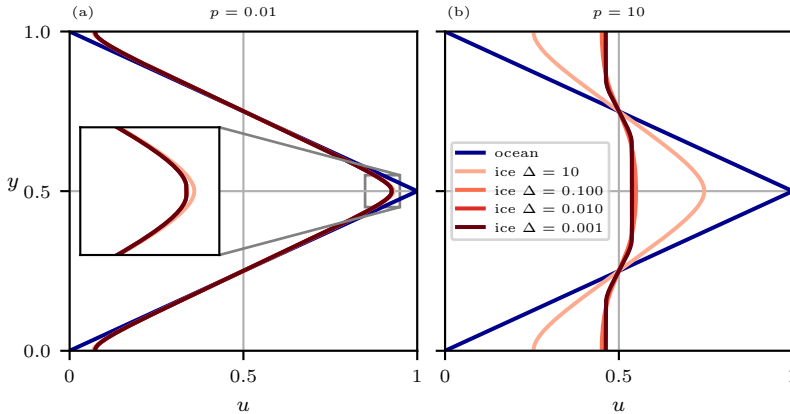 (a)
p = 0.01
(b)
p = 10
1.0
y 0.5
0.0
ocean
ice Δ = 10
ice Δ = 0.100
ice Δ = 0.010
ice Δ = 0.001
0 0.5 1
0 0.5 1
u
u